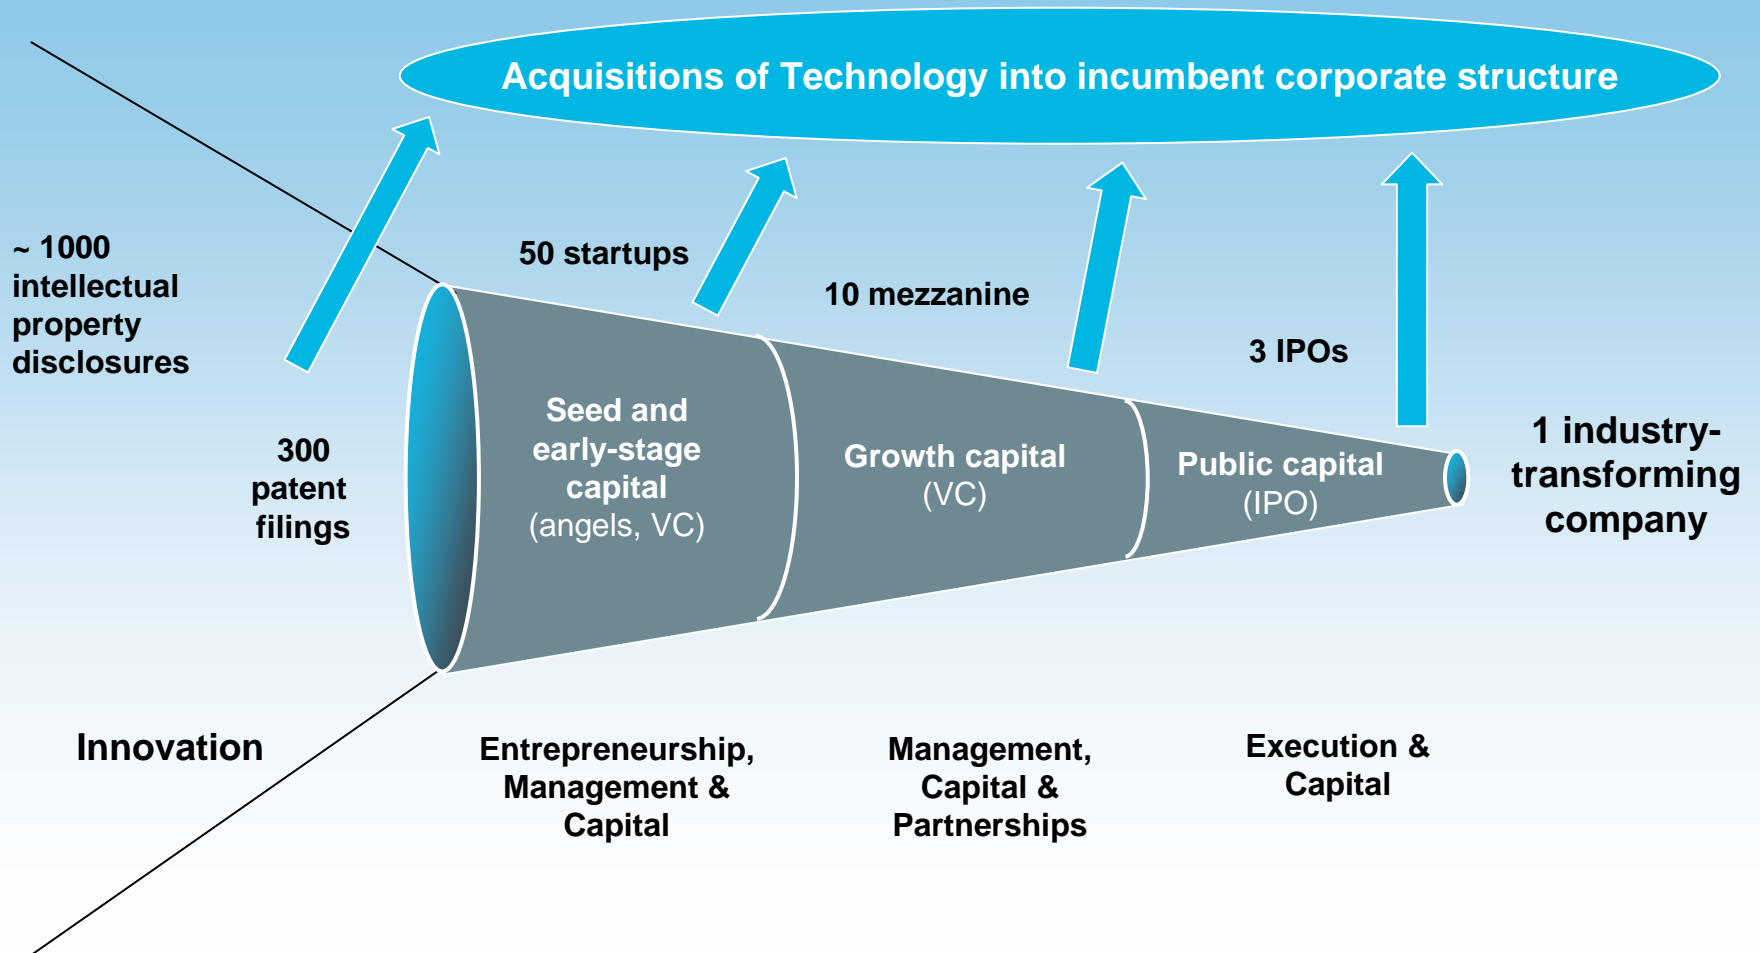 Acquisitions of Technology into incumbent corporate structure
~ 1000
intellectual
property
disclosures
50 startups
10 mezzanine
3 IPOs
300
patent
filings
Seed and
early-stage
capital
(angels, VC)
Growth capital
(VC)
Public capital
(IPO)
1 industry-
transforming
company
Innovation
Entrepreneurship,
Management &
Capital
Management,
Capital &
Partnerships
Execution &
Capital